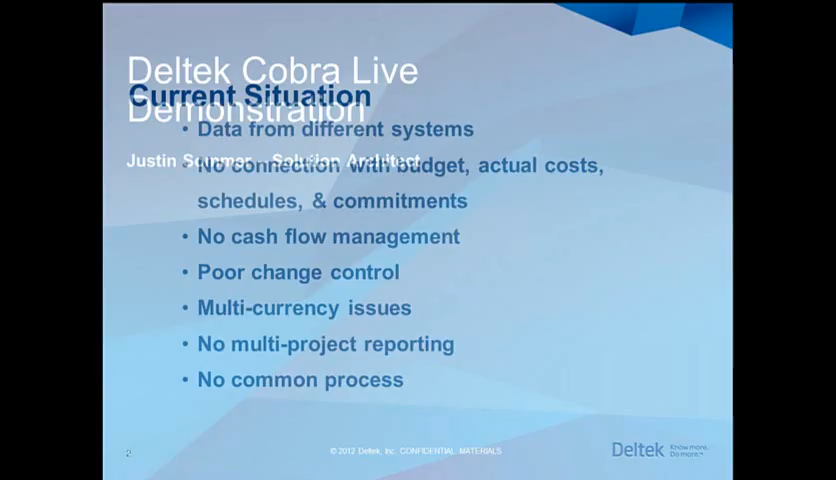 Deltek Cobra Live
Demonstration
Justin Sommer – Solution Architect
Current Situation
• Data from different systems
• No connection with budget, actual costs,
schedules, & commitments
• No cash flow management
• Poor change control
• Multi-currency issues
• No multi-project reporting
• No common process
2
© 2012 Deltek, Inc. CONFIDENTIAL MATERIALS
Deltek Know more.
Do more.™